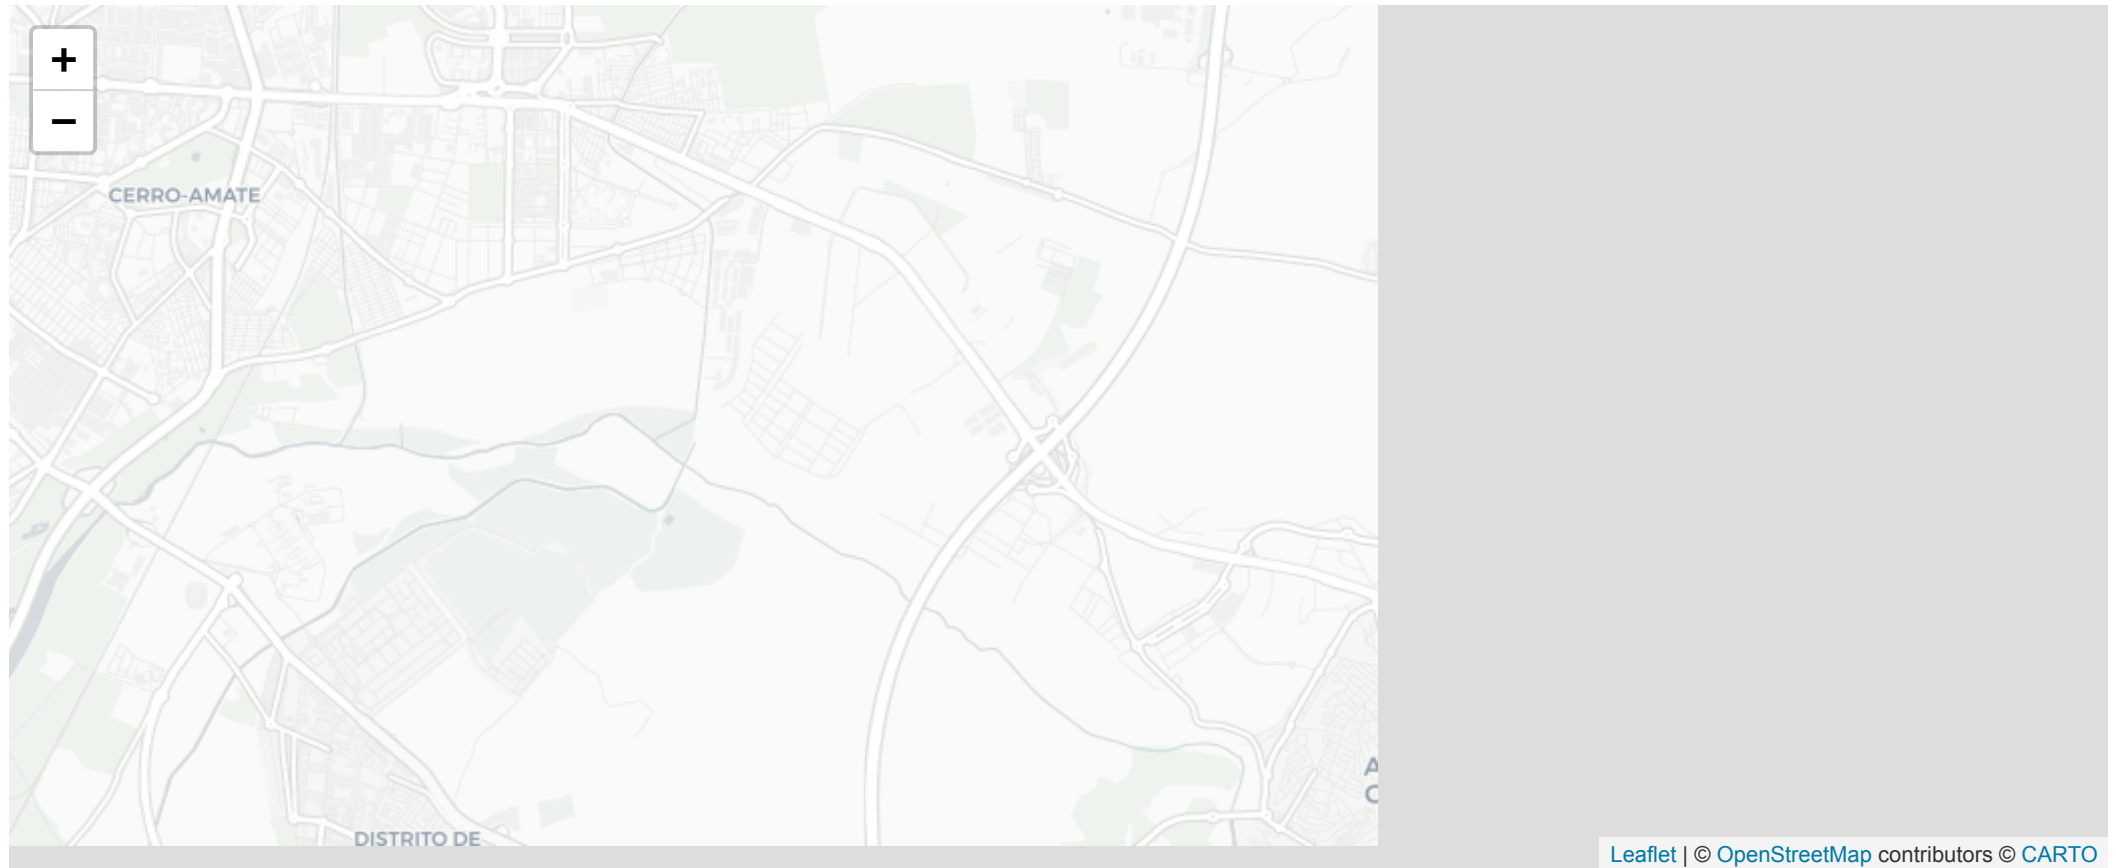 +
−
CERRO-AMATE
DISTRITO DE
Leaflet | © OpenStreetMap contributors © CARTO